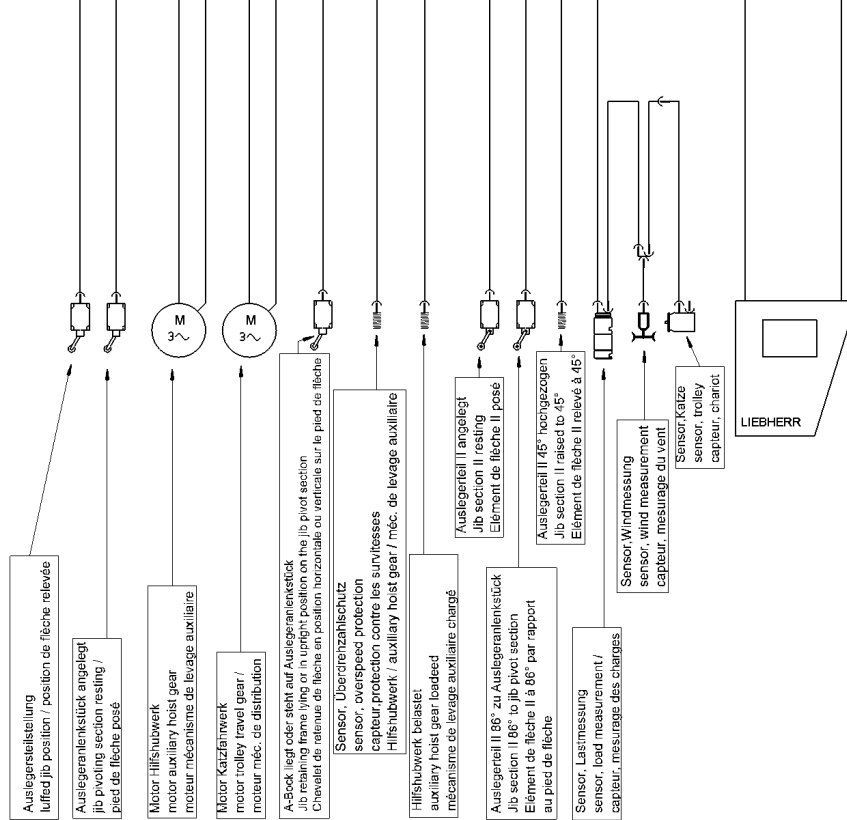 Auslegersteilstellung
luffed jib position / position de flèche relevée
Auslegeranlenkstück angelegt
jib pivoting section resting /
pied de flèche posé
Motor Hilfshubwerk
motor auxiliary hoist gear
moteur mécanisme de levage auxiliaire
M
3~
Motor Katzfahrwerk
motor trolley travel gear /
moteur méc. de distribution
M
3~
A-Bock liegt oder steht auf Auslegeranlenkstück
Jib retaining frame lying or in upright position on the jib pivot section
Chevalet de retenue de flèche en position horizontale ou verticale sur le pied de flèche
Sensor, Überdrehzahlschutz
sensor, overspeed protection
capteur,protection contre les survitesses
Hilfshubwerk / auxiliary hoist gear / méc. de levage auxiliaire
Hilfshubwerk belastet
auxiliary hoist gear loadeed
mécanisme de levage auxiliaire chargé
Auslegerteil II angelegt
Jib section II resting
Elément de flèche II posé
Auslegerteil II 86° zu Auslegeranlenkstück
Jib section II 86° to jib pivot section
Elément de flèche II à 86° par rapport
au pied de flèche
Auslegerteil II 45° hochgezogen
Jib section II raised to 45°
Elément de flèche II relevé à 45°
Sensor, Lastmessung
sensor, load measurement /
capteur, mesurage des charges
Sensor,Windmessung
sensor, wind measurement
capteur, mesurage du vent
Sensor,Katze
sensor, trolley
capteur, chariot
LIEBHERR